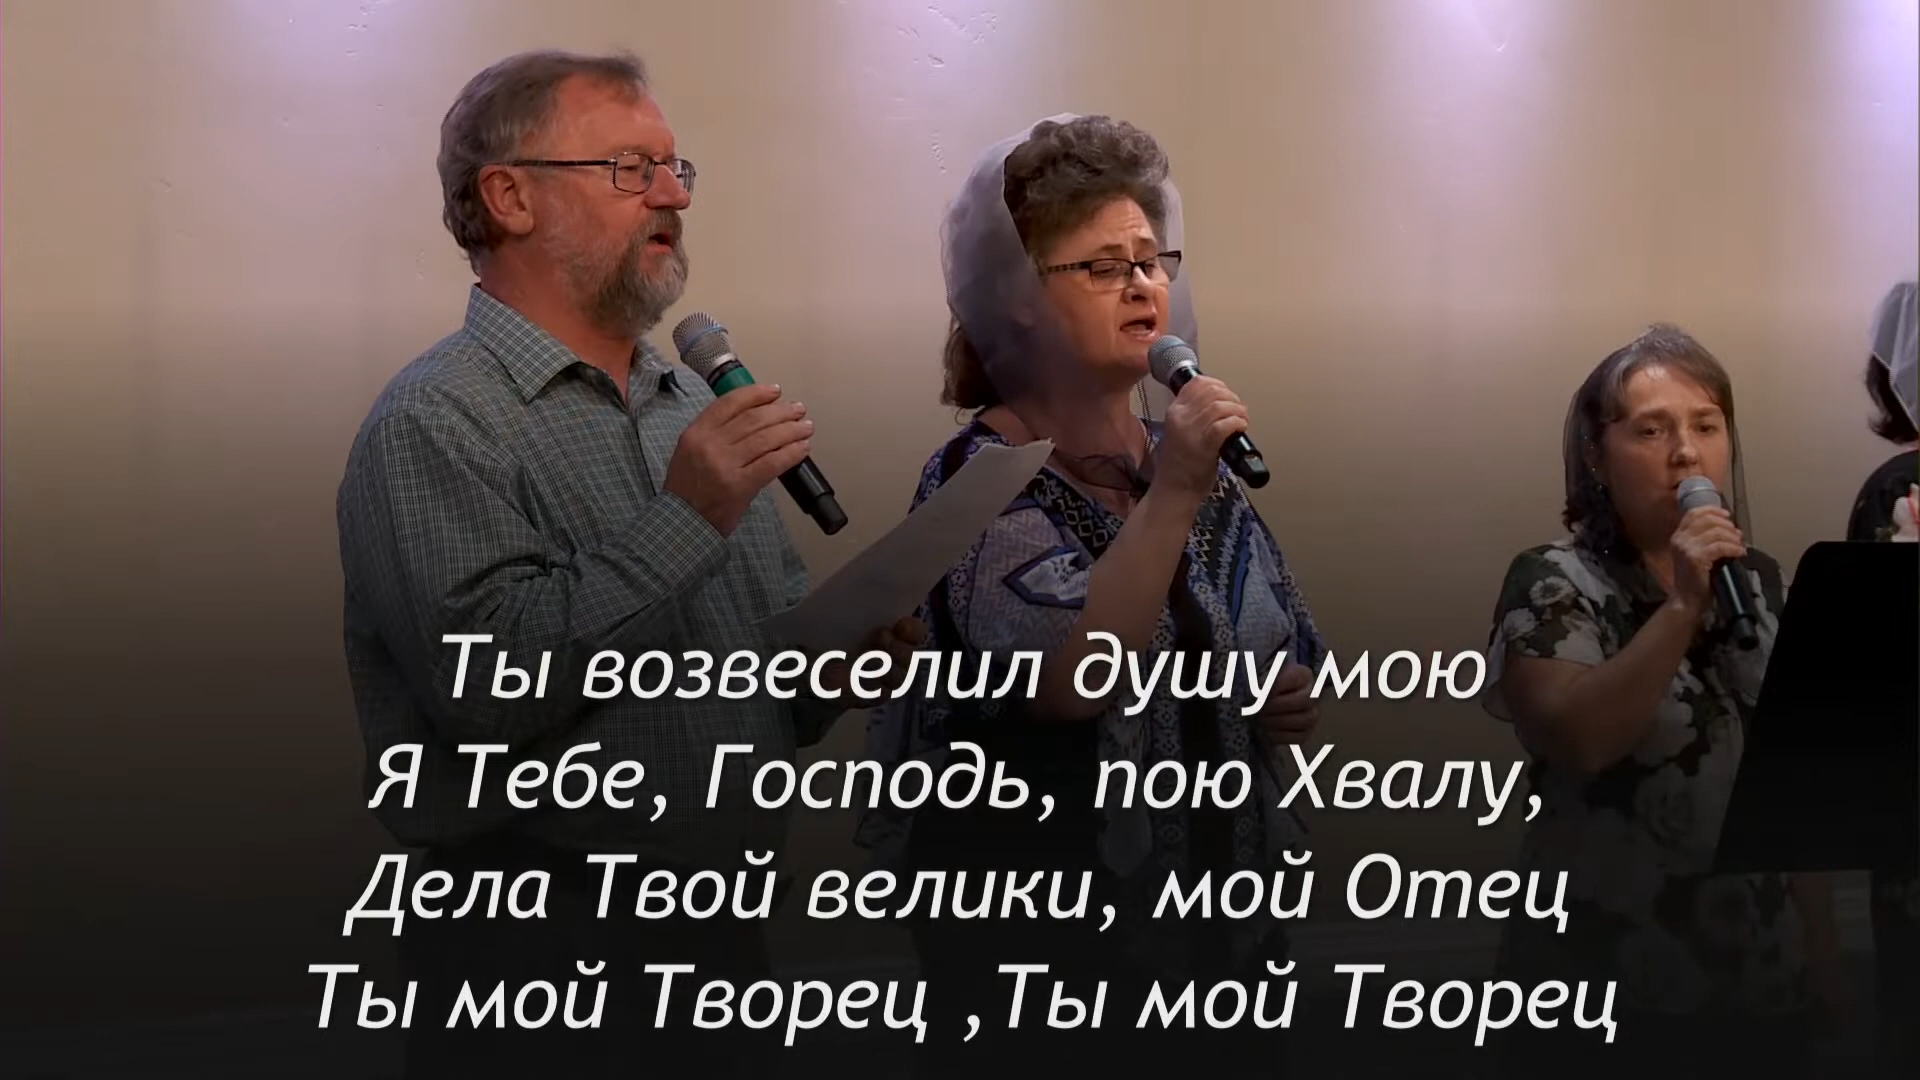 Ты возвеселил душу мою
Я Тебе, Господь, пою Хвалу,
Дела Твой велики, мой Отец
Ты мой Творец ,Ты мой Творец